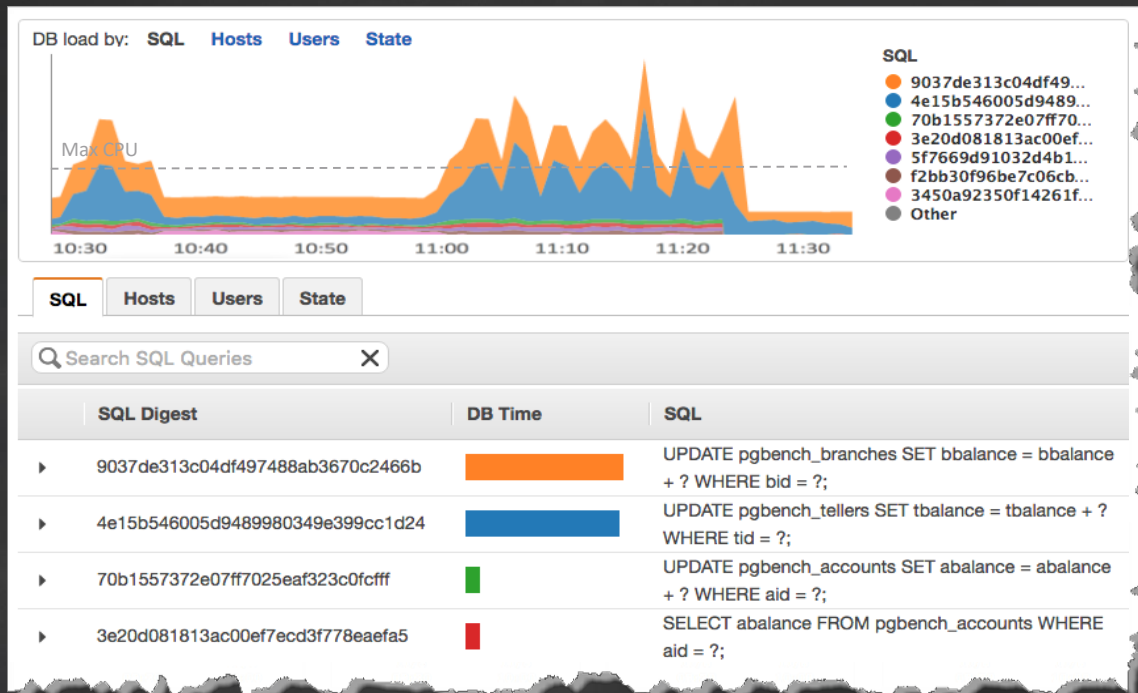 DB load by: SQL Hosts Users State
Max CPU
10:30 10:40 10:50 11:00 11:10 11:20 11:30
SQL
9037de313c04df49...
4e15b546005d9489...
70b1557372e07ff70...
3e20d081813ac00ef...
5f7669d91032d4b1...
f2bb30f96be7c06cb...
3450a92350f14261f...
Other
SQL Hosts Users State
Search SQL Queries
SQL Digest DB Time SQL
9037de313c04df497488ab3670c2466b UPDATE pgbench_branches SET bbalance = bbalance
+ ? WHERE bid = ?;
4e15b546005d9489980349e399cc1d24 UPDATE pgbench_tellers SET tbalance = tbalance + ?
WHERE tid = ?;
70b1557372e07ff7025eaf323c0fcfff UPDATE pgbench_accounts SET abalance = abalance
+ ? WHERE aid = ?;
3e20d081813ac00ef7ecd3f778eaefa5 SELECT abalance FROM pgbench_accounts WHERE
aid = ?;